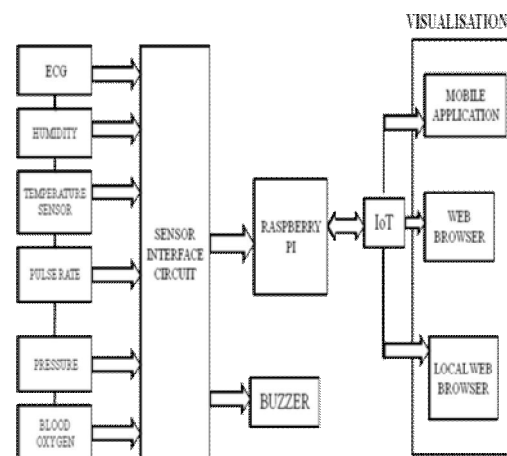 VISUALISATION
ECG
HUMIDITY
TEMPERATURE
SENSOR
PULSE RATE
PRESSURE
BLOOD
OXYGEN
SENSOR
INTERFACE
CIRCUIT
RASPBERRY
PI
BUZZER
IoT
MOBILE
APPLICATION
WEB
BROWSER
LOCAL WEB
BROWSER